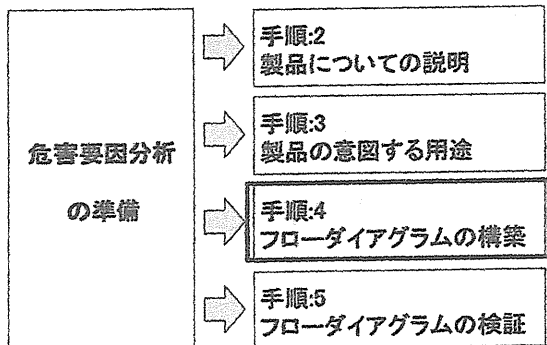 危害要因分析
の準備
手順:2
製品についての説明
手順:3
製品の意図する用途
手順:4
フローダイアグラムの構築
手順:5
フローダイアグラムの検証